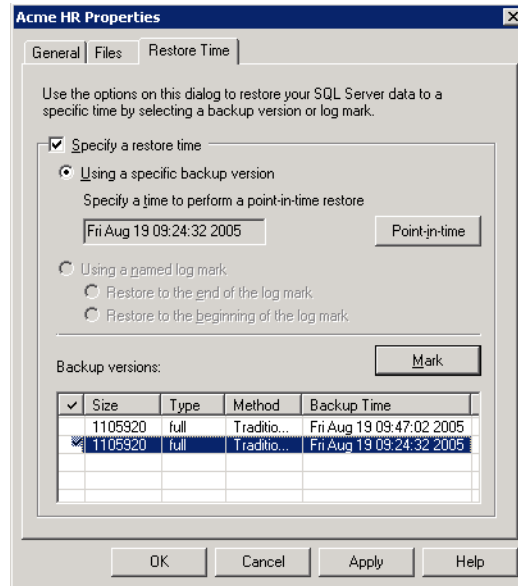 Acme HR Properties
General Files Restore Time
Use the options on this dialog to restore your SQL Server data to a
specific time by selecting a backup version or log mark.
Specify a restore time
Using a specific backup version
Specify a time to perform a point-in-time restore
Fri Aug 19 09:24:32 2005 Point-in-time
Using a named log mark
Restore to the end of the log mark
Restore to the beginning of the log mark
Mark
Backup versions:
Size Type Method Backup Time
1105920 full Traditio... Fri Aug 19 09:47:02 2005
1105920 full Traditio... Fri Aug 19 09:24:32 2005
OK Cancel Apply Help